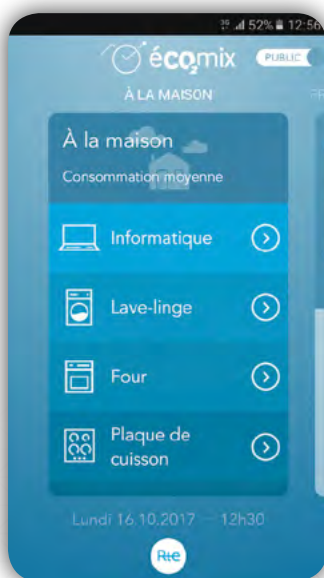 52% 12:56
éco2mix PUBLIC
À LA MAISON
À la maison
Consommation moyenne
Informatique
Lave-linge
Four
Plaque de
cuisson
Lundi 16.10.2017 — 12h30
Rte